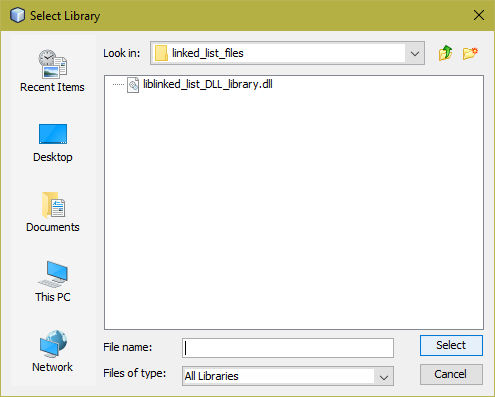 Select Library
Look in: linked_list_files
Recent Items
Desktop
Documents
This PC
Network
liblinked_list_DLL_library.dll
File name:
Select
Files of type: All Libraries
Cancel